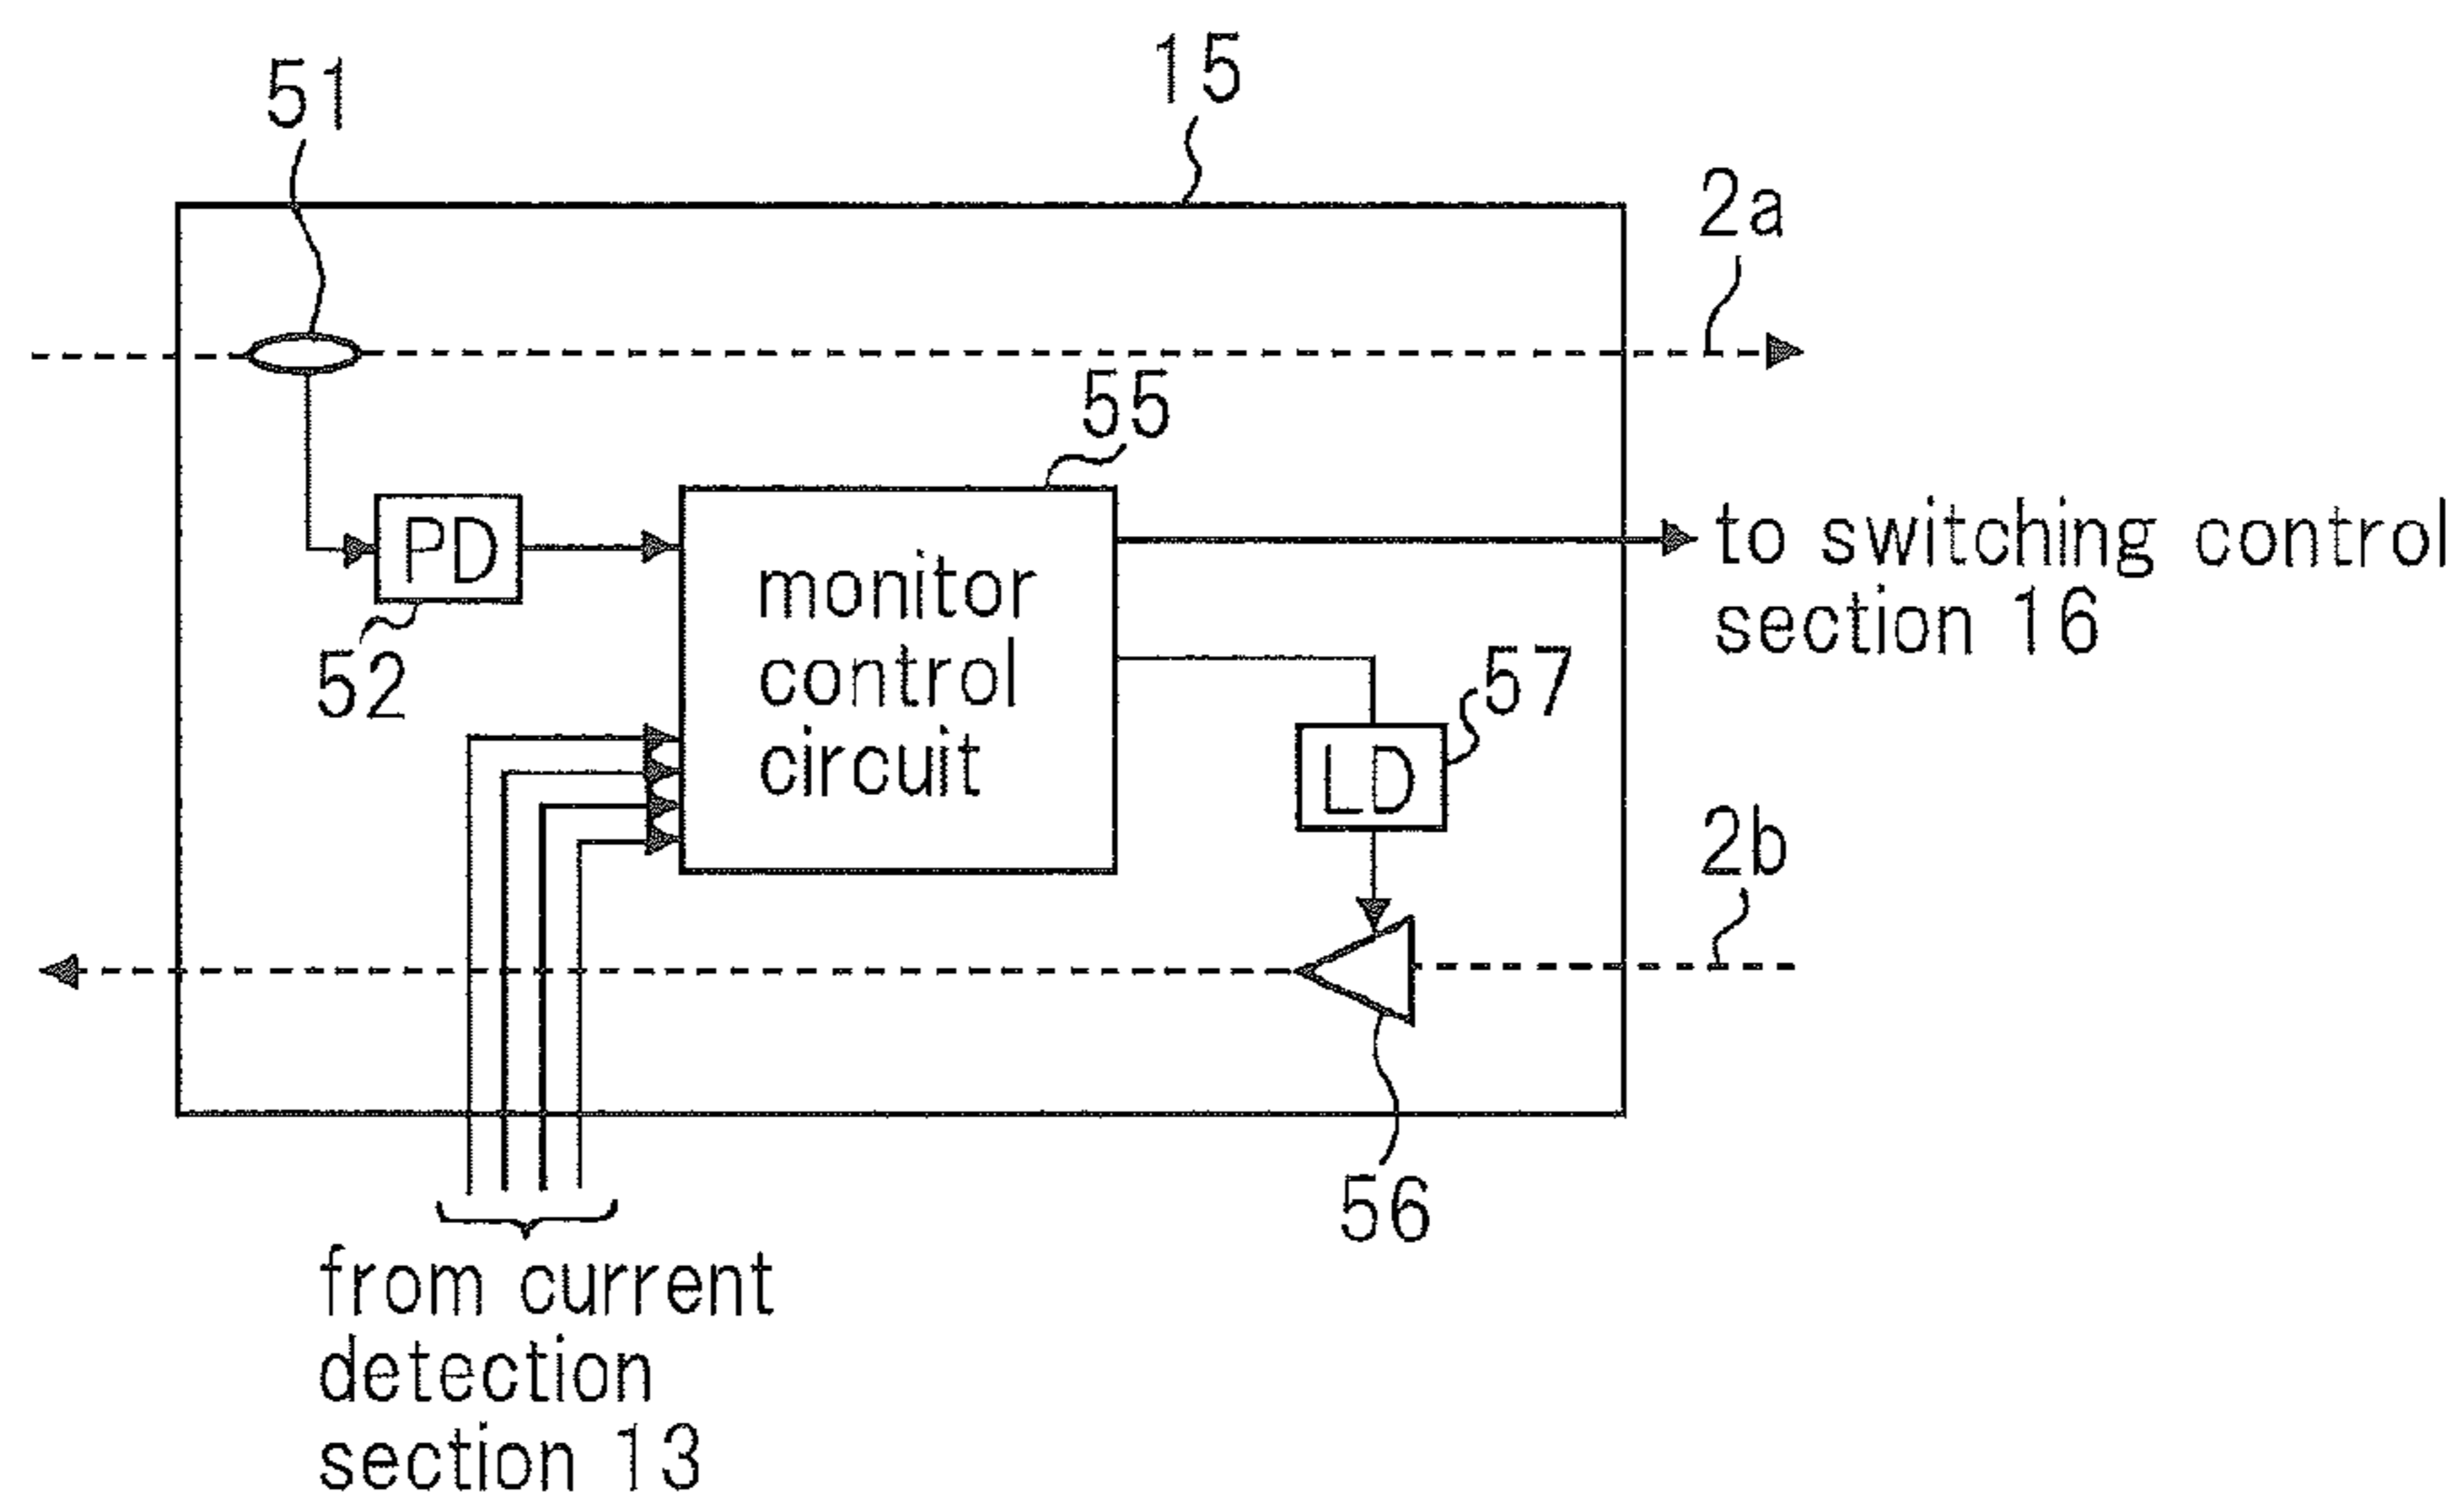 51
15
2a
55
PD
52
monitor
control
circuit
to switching control
section 16
57
LD
2b
56
from current
detection
section 13